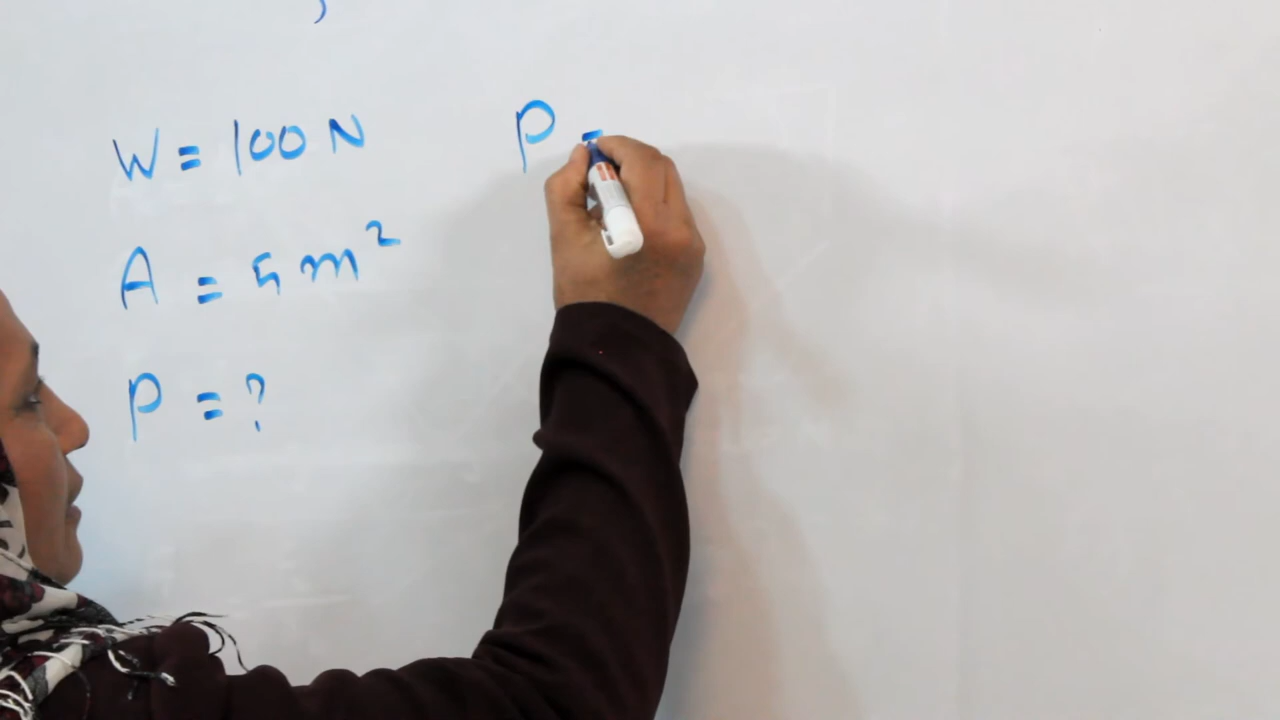 W = 100 N
A = 5 m²
P = ?
P =